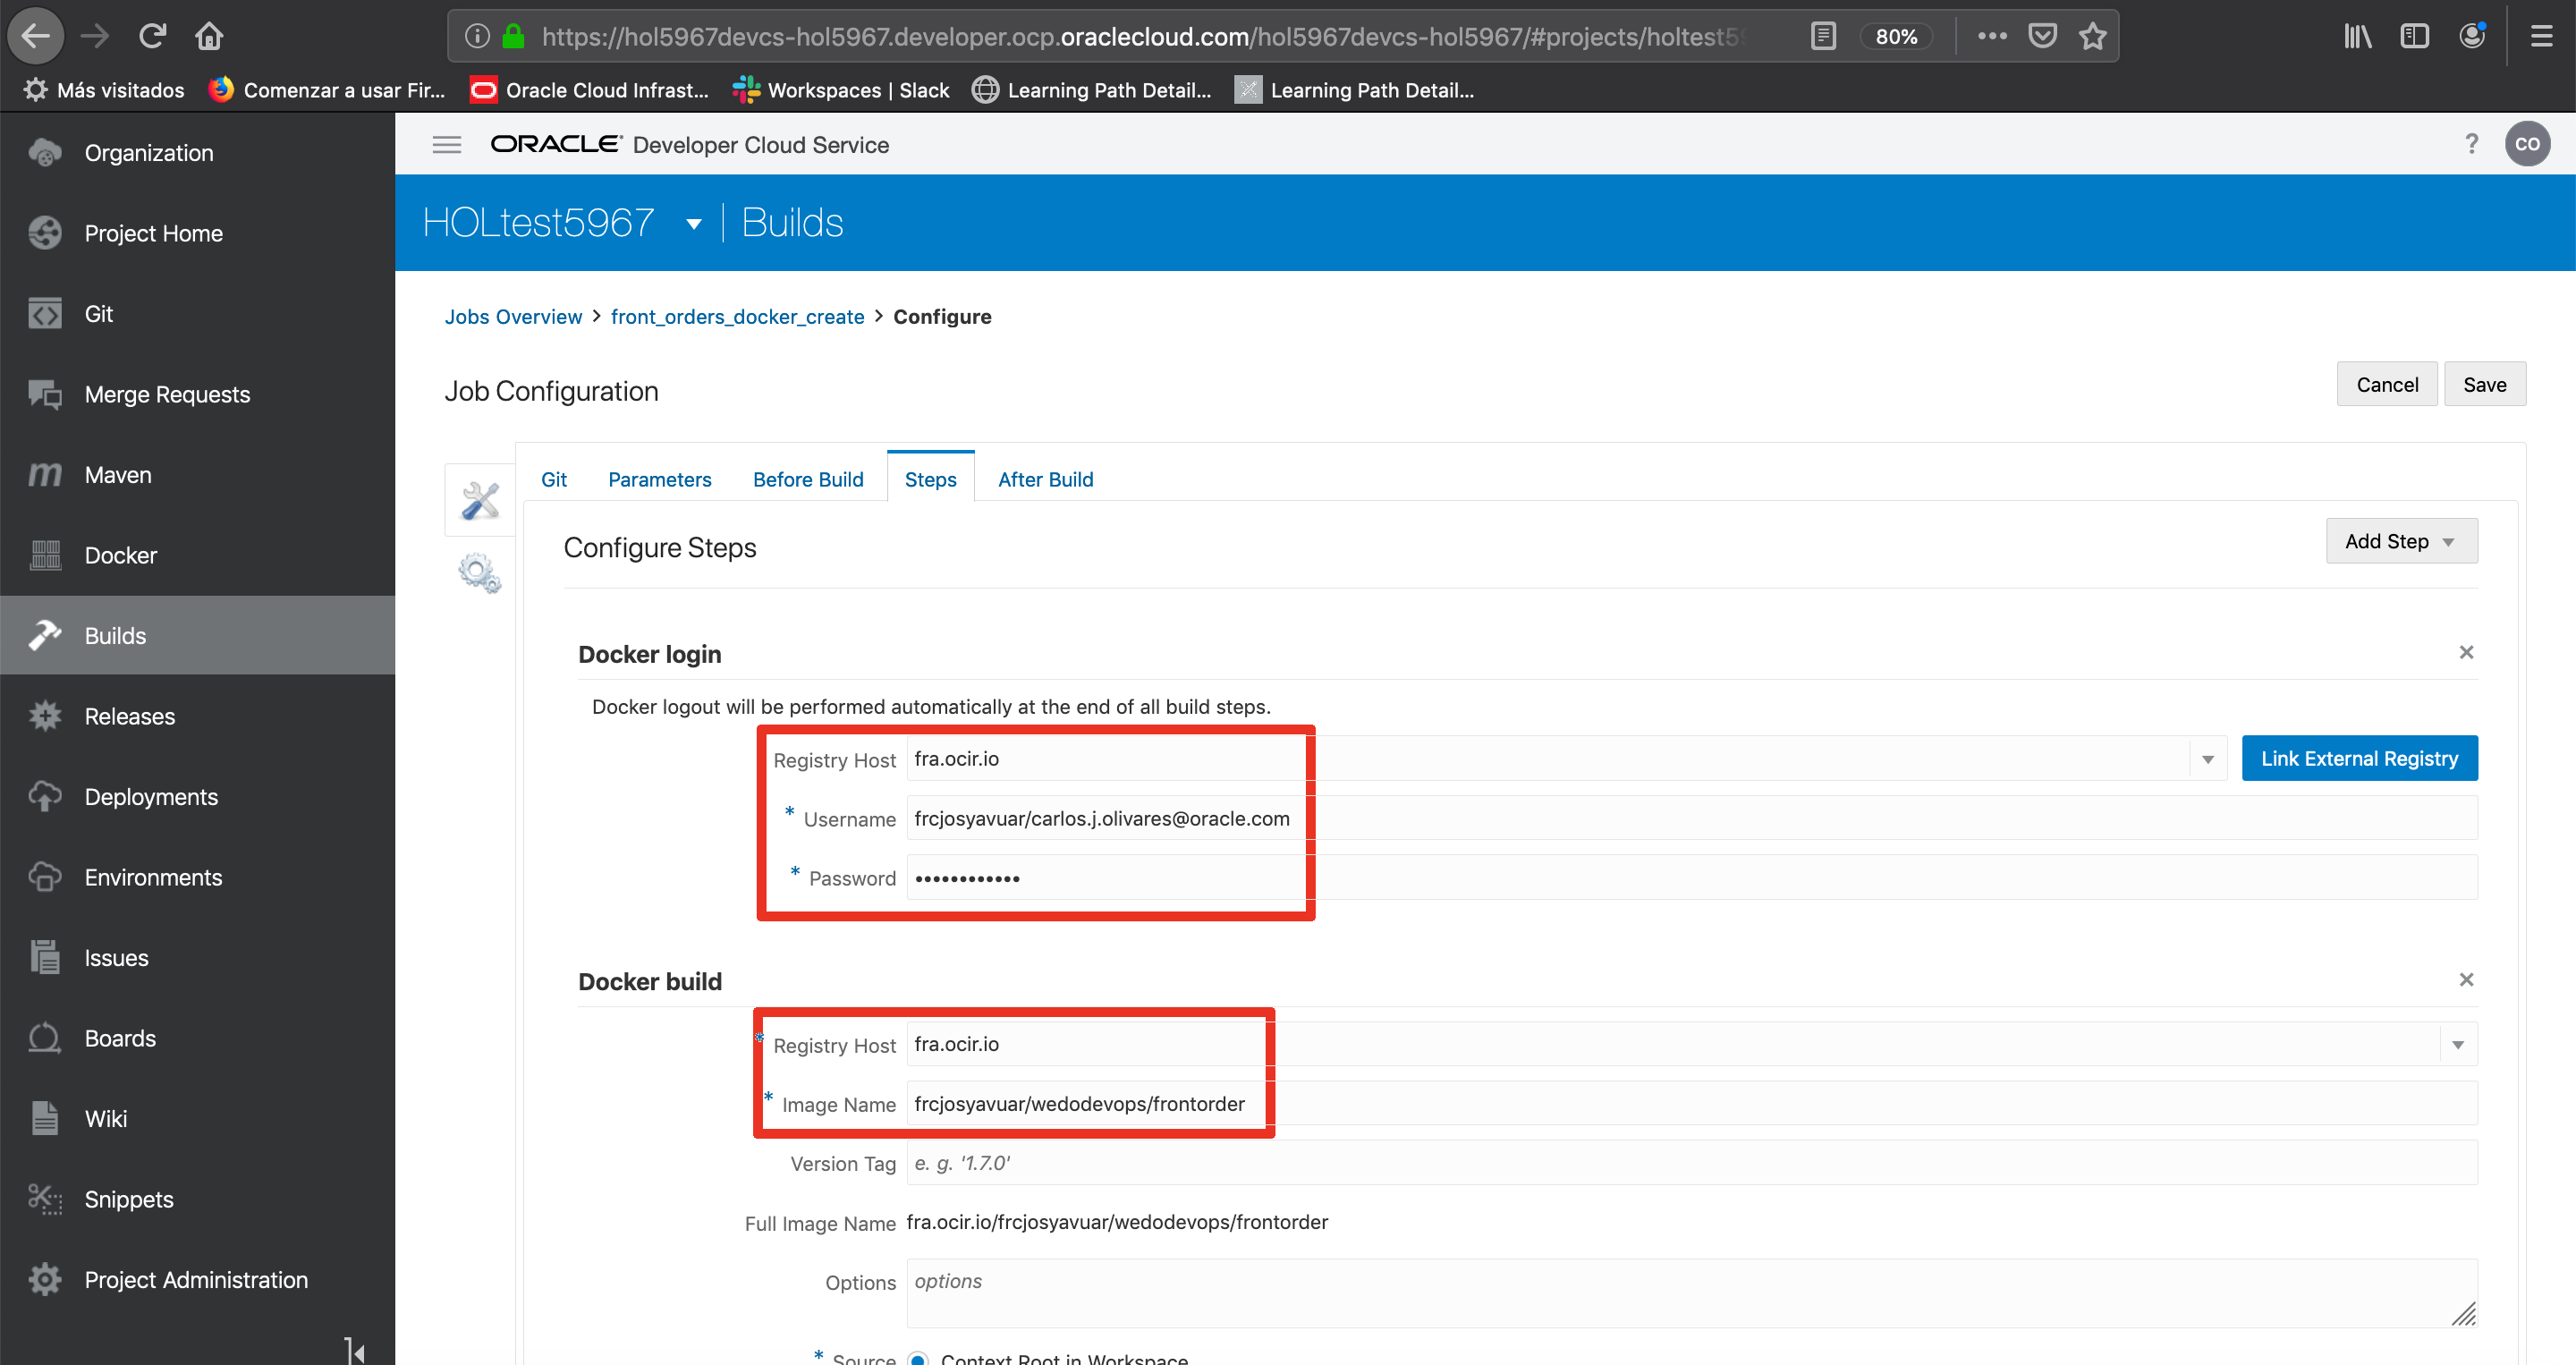 https://hol5967devcs-hol5967.developer.ocp.oraclecloud.com/hol5967devcs-hol5967/#projects/holtest59
80%
Más visitados
Comenzar a usar Fir...
Oracle Cloud Infrast...
Workspaces | Slack
Learning Path Detail...
Learning Path Detail...
Organization
Project Home
Git
Merge Requests
Maven
Docker
Builds
Releases
Deployments
Environments
Issues
Boards
Wiki
Snippets
Project Administration
ORACLE® Developer Cloud Service
?
CO
HOLtest5967 | Builds
Jobs Overview > front_orders_docker_create > Configure
Job Configuration
Cancel
Save
Git
Parameters
Before Build
Steps
After Build
Configure Steps
Add Step
Docker login
Docker logout will be performed automatically at the end of all build steps.
Registry Host fra.ocir.io
Link External Registry
* Username frcjosyavuar/carlos.j.olivares@oracle.com
* Password ••••••••••••
Docker build
* Registry Host fra.ocir.io
* Image Name frcjosyavuar/wedodevops/frontorder
Version Tag e. g. '1.7.0'
Full Image Name fra.ocir.io/frcjosyavuar/wedodevops/frontorder
Options options
* Source Context Root in Workspace